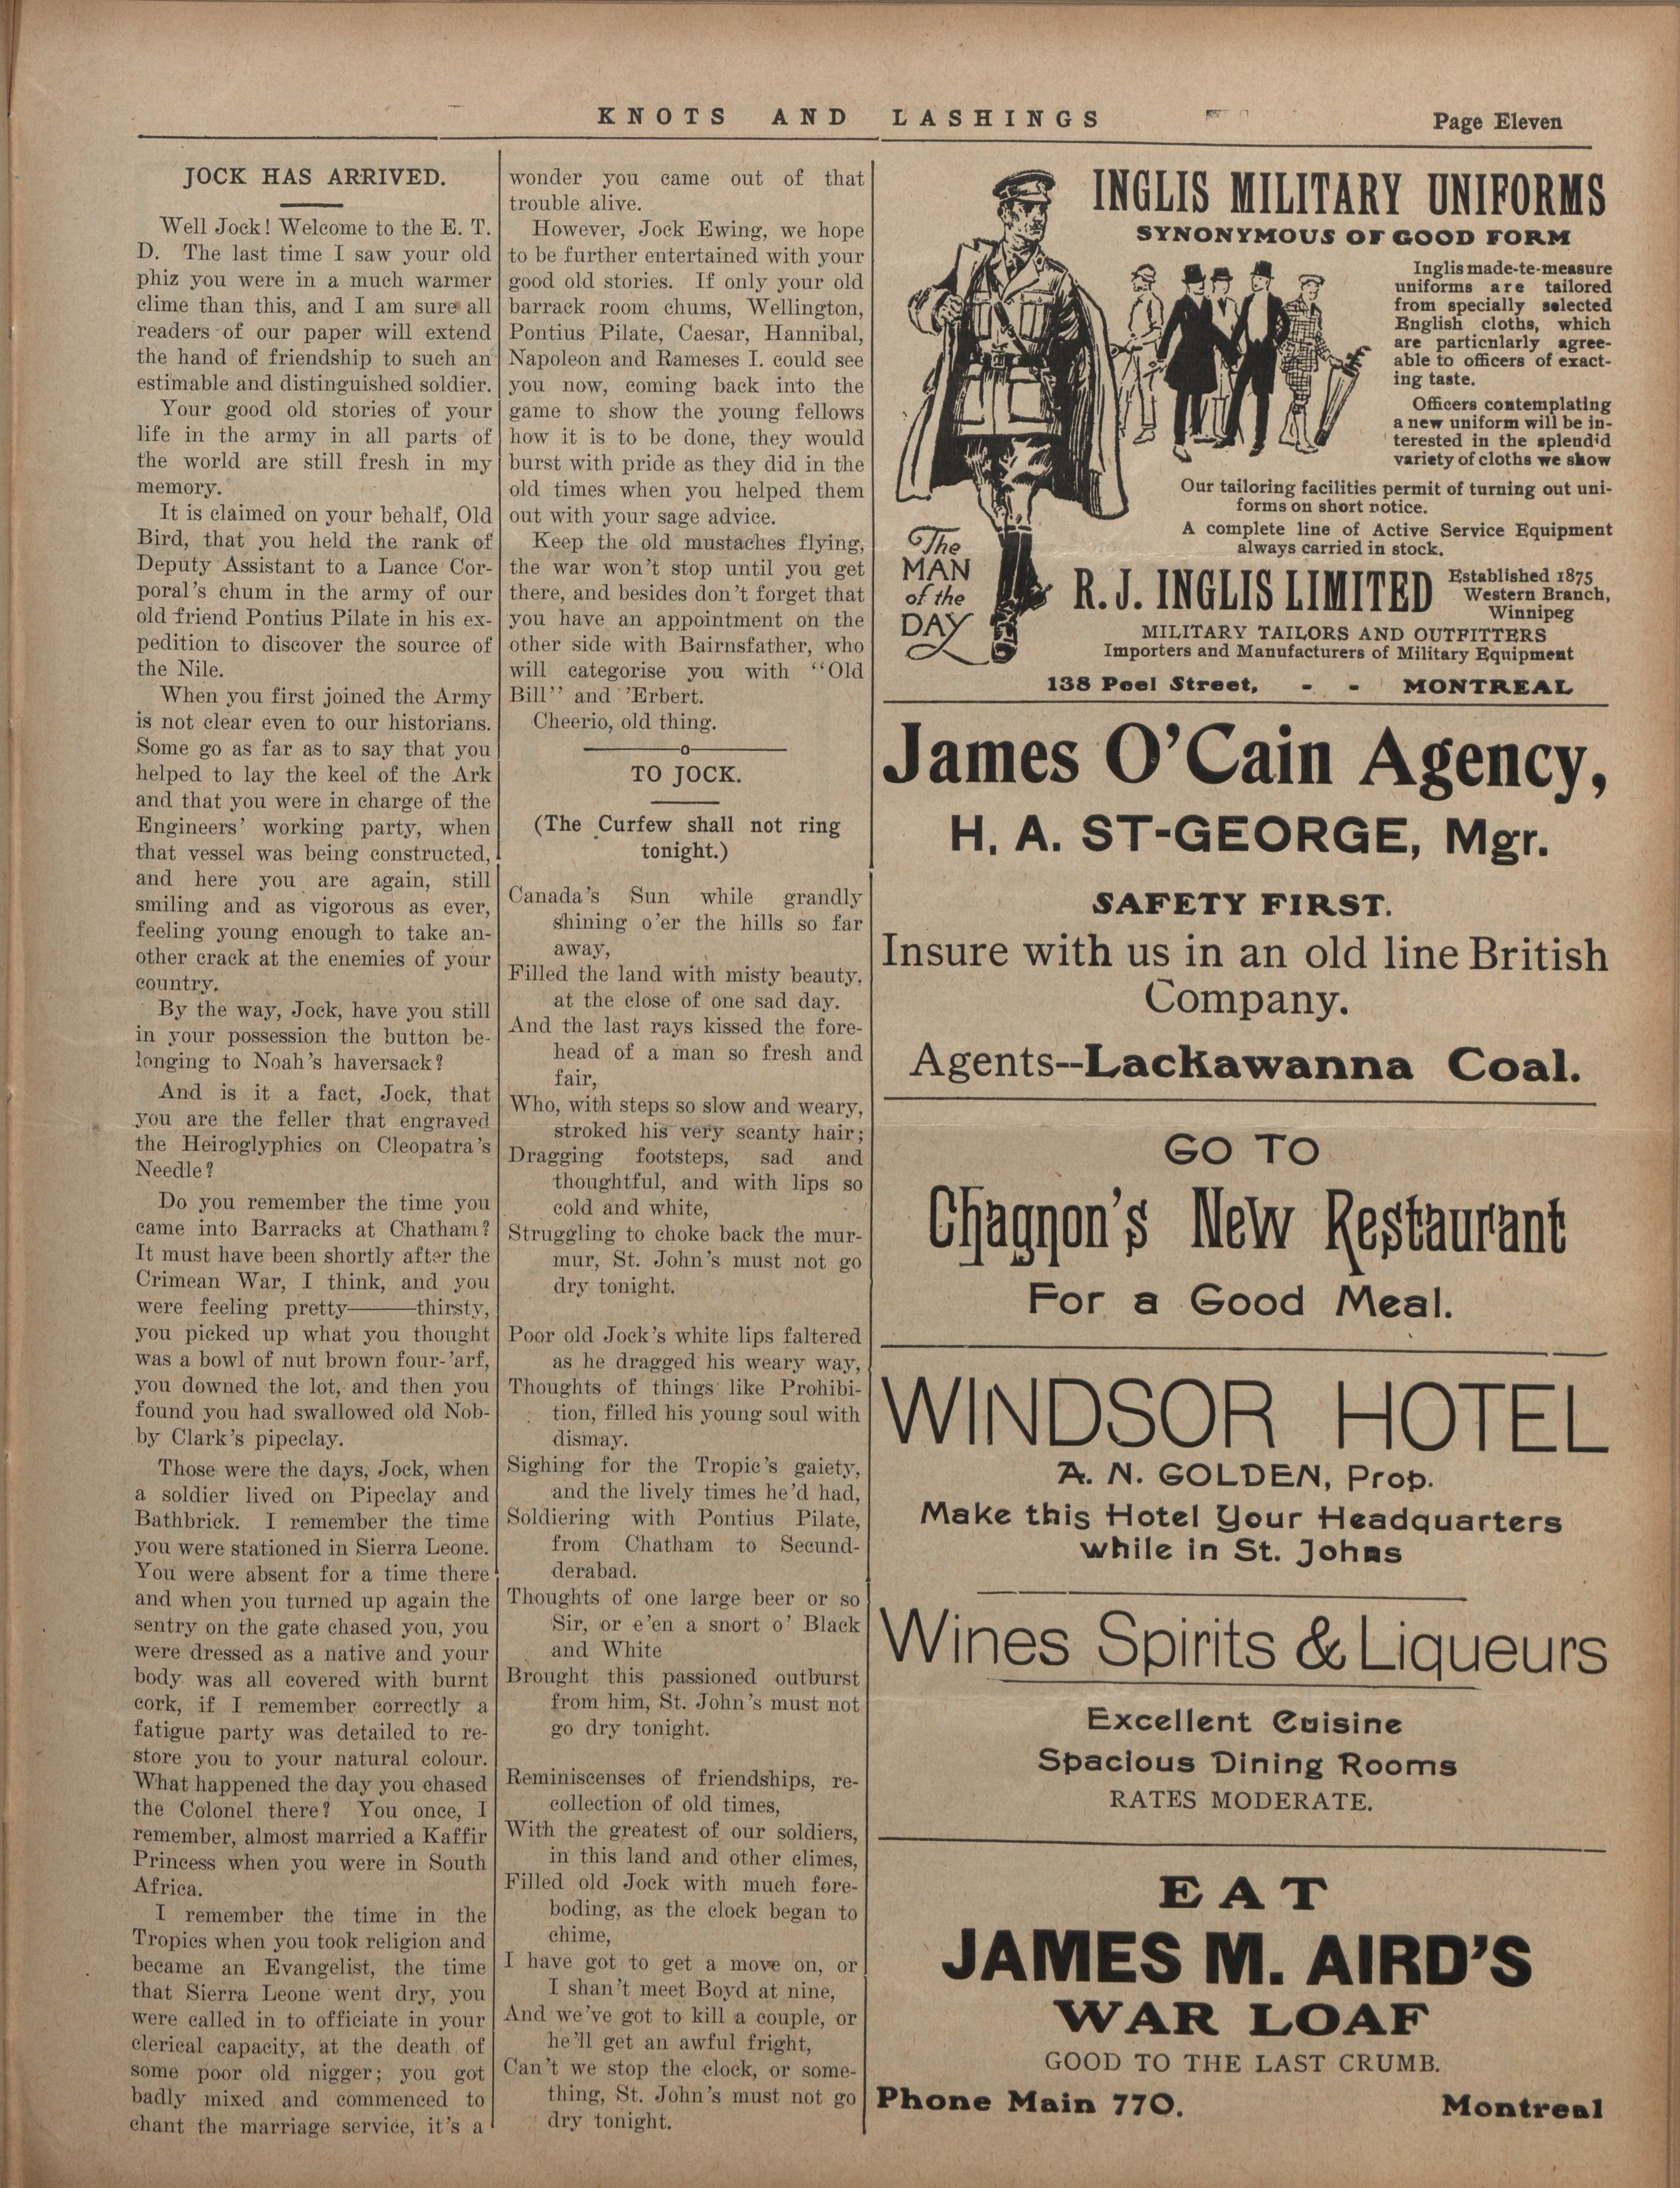 KNOTS AND LASHINGS
Page Eleven
JOCK HAS ARRIVED.
Well Jock! Welcome to the E. T.
D. The last time I saw your old
phiz you were in a much warmer
clime than this, and I am sure all
readers of our paper will extend
the hand of friendship to such an
estimable and distinguished soldier.
Your good old stories of your
life in the army in all parts of
the world are still fresh in my
memory.
It is claimed on your behalf, Old
Bird, that you held the rank of
Deputy Assistant to a Lance Cor-
poral's chum in the army of our
old friend Pontius Pilate in his ex-
pedition to discover the source of
the Nile.
When you first joined the Army
is not clear even to our historians.
Some go as far as to say that you
helped to lay the keel of the Ark
and that you were in charge of the
Engineers' working party, when
that vessel was being constructed,
and here you are again, still
smiling and as vigorous as ever,
feeling young enough to take an-
other crack at the enemies of your
country.
By the way, Jock, have you still
in your possession the button be-
longing to Noah's haversack?
And is it a fact, Jock, that
you are the feller that engraved
the Heiroglyphics on Cleopatra's
Needle?
Do you remember the time you
came into Barracks at Chatham?
It must have been shortly after the
Crimean War, I think, and you
were feeling pretty———thirsty,
you picked up what you thought
was a bowl of nut brown four-'arf,
you downed the lot, and then you
found you had swallowed old Nob-
by Clark's pipeclay.
Those were the days, Jock, when
a soldier lived on Pipeclay and
Bathbrick. I remember the time
you were stationed in Sierra Leone.
You were absent for a time there
and when you turned up again the
sentry on the gate chased you, you
were dressed as a native and your
body was all covered with burnt
cork, if I remember correctly a
fatigue party was detailed to re-
store you to your natural colour.
What happened the day you chased
the Colonel there? You once, I
remember, almost married a Kaffir
Princess when you were in South
Africa.
I remember the time in the
Tropics when you took religion and
became an Evangelist, the time
that Sierra Leone went dry, you
were called in to officiate in your
clerical capacity, at the death of
some poor old nigger; you got
badly mixed and commenced to
chant the marriage service, it's a
wonder you came out of that
trouble alive.
However, Jock Ewing, we hope
to be further entertained with your
good old stories. If only your old
barrack room chums, Wellington,
Pontius Pilate, Caesar, Hannibal,
Napoleon and Rameses I. could see
you now, coming back into the
game to show the young fellows
how it is to be done, they would
burst with pride as they did in the
old times when you helped them
out with your sage advice.
Keep the old mustaches flying,
the war won't stop until you get
there, and besides don't forget that
you have an appointment on the
other side with Bairnsfather, who
will categorise you with "Old
Bill" and 'Erbert.
Cheerio, old thing.
TO JOCK.
(The Curfew shall not ring
tonight.)
Canada's Sun while grandly
shining o'er the hills so far
away,
Filled the land with misty beauty,
at the close of one sad day.
And the last rays kissed the fore-
head of a man so fresh and
fair,
Who, with steps so slow and weary,
stroked his very scanty hair;
Dragging footsteps, sad and
thoughtful, and with lips so
cold and white,
Struggling to choke back the mur-
mur, St. John's must not go
dry tonight.
Poor old Jock's white lips faltered
as he dragged his weary way,
Thoughts of things like Prohibi-
tion, filled his young soul with
dismay.
Sighing for the Tropic's gaiety,
and the lively times he'd had,
Soldiering with Pontius Pilate,
from Chatham to Secund-
derabad.
Thoughts of one large beer or so
Sir, or e'en a snort o' Black
and White
Brought this passioned outburst
from him, St. John's must not
go dry tonight.
Reminiscenses of friendships, re-
collection of old times,
With the greatest of our soldiers,
in this land and other climes,
Filled old Jock with much fore-
boding, as the clock began to
chime,
I have got to get a move on, or
I shan't meet Boyd at nine,
And we've got to kill a couple, or
he'll get an awful fright,
Can't we stop the clock, or some-
thing, St. John's must not go
dry tonight.
INGLIS MILITARY UNIFORMS
SYNONYMOUS OF GOOD FORM
Inglis made-te-measure
uniforms are tailored
from specially selected
English cloths, which
are particnlarly agree-
able to officers of exact-
ing taste.
Officers contemplating
a new uniform will be in-
terested in the splendid
variety of cloths we show
Our tailoring facilities permit of turning out uni-
forms on short notice.
A complete line of Active Service Equipment
always carried in stock.
The
MAN
of the
DAY
R. J. INGLIS LIMITED
Established 1875
Western Branch,
Winnipeg
MILITARY TAILORS AND OUTFITTERS
Importers and Manufacturers of Military Equipment
138 Peel Street, - - MONTREAL
James O'Cain Agency,
H. A. ST-GEORGE, Mgr.
SAFETY FIRST.
Insure with us in an old line British
Company.
Agents--Lackawanna Coal.
GO TO
Chagnon's New Restaurant
For a Good Meal.
WINDSOR HOTEL
A. N. GOLDEN, Prop.
Make this Hotel Your Headquarters
while in St. Johns
Wines Spirits & Liqueurs
Excellent Cuisine
Spacious Dining Rooms
RATES MODERATE.
EAT
JAMES M. AIRD'S
WAR LOAF
GOOD TO THE LAST CRUMB.
Phone Main 770. Montreal